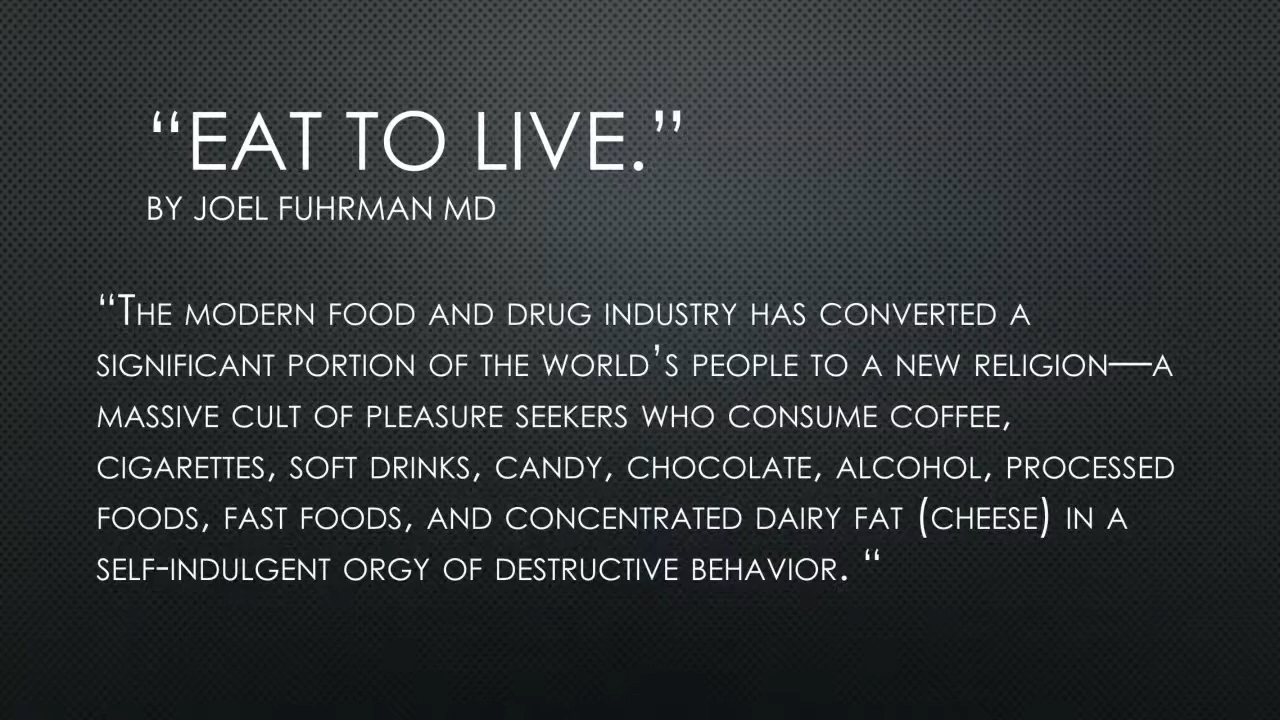 “EAT TO LIVE.”
BY JOEL FUHRMAN MD
“THE MODERN FOOD AND DRUG INDUSTRY HAS CONVERTED A
SIGNIFICANT PORTION OF THE WORLD’S PEOPLE TO A NEW RELIGION—A
MASSIVE CULT OF PLEASURE SEEKERS WHO CONSUME COFFEE,
CIGARETTES, SOFT DRINKS, CANDY, CHOCOLATE, ALCOHOL, PROCESSED
FOODS, FAST FOODS, AND CONCENTRATED DAIRY FAT (CHEESE) IN A
SELF-INDULGENT ORGY OF DESTRUCTIVE BEHAVIOR. “